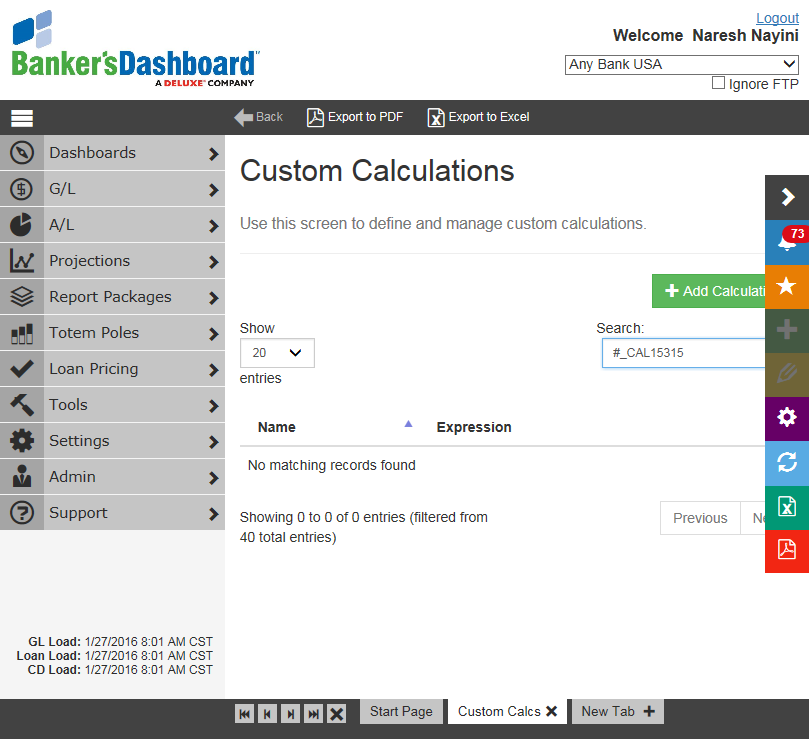 Logout
Welcome Naresh Nayini
Banker'sDashboard
A DELUXE COMPANY
Any Bank USA
Ignore FTP
Back Export to PDF Export to Excel
Dashboards
G/L
A/L
Projections
Report Packages
Totem Poles
Loan Pricing
Tools
Settings
Admin
Support
Custom Calculations
Use this screen to define and manage custom calculations.
73
Add Calculati
Show
20
entries
Search:
#_CAL15315
Name Expression
No matching records found
Showing 0 to 0 of 0 entries (filtered from
40 total entries)
Previous Ne
GL Load: 1/27/2016 8:01 AM CST
Loan Load: 1/27/2016 8:01 AM CST
CD Load: 1/27/2016 8:01 AM CST
Start Page Custom Calcs New Tab